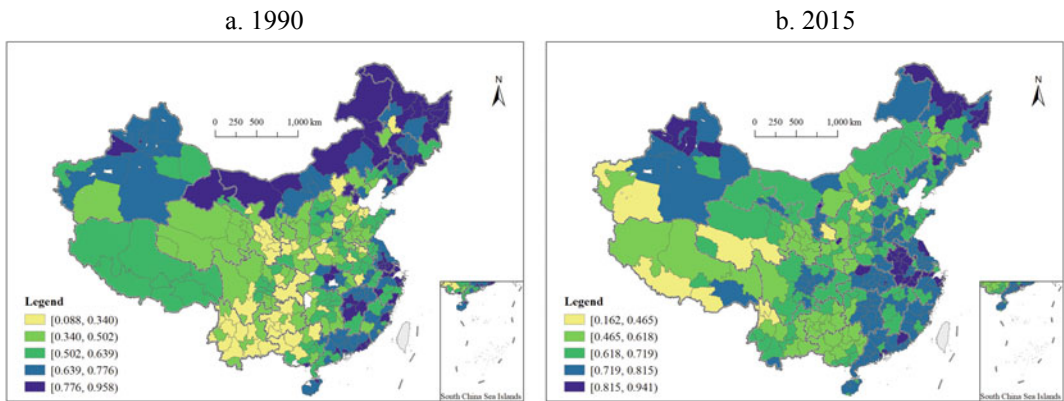 a. 1990
N
0 250 500 1,000 km
Legend
[0.088, 0.340)
[0.340, 0.502)
[0.502, 0.639)
[0.639, 0.776)
[0.776, 0.958)
South China Sea Islands
b. 2015
N
0 250 500 1,000 km
Legend
[0.162, 0.465)
[0.465, 0.618)
[0.618, 0.719)
[0.719, 0.815)
[0.815, 0.941)
South China Sea Islands